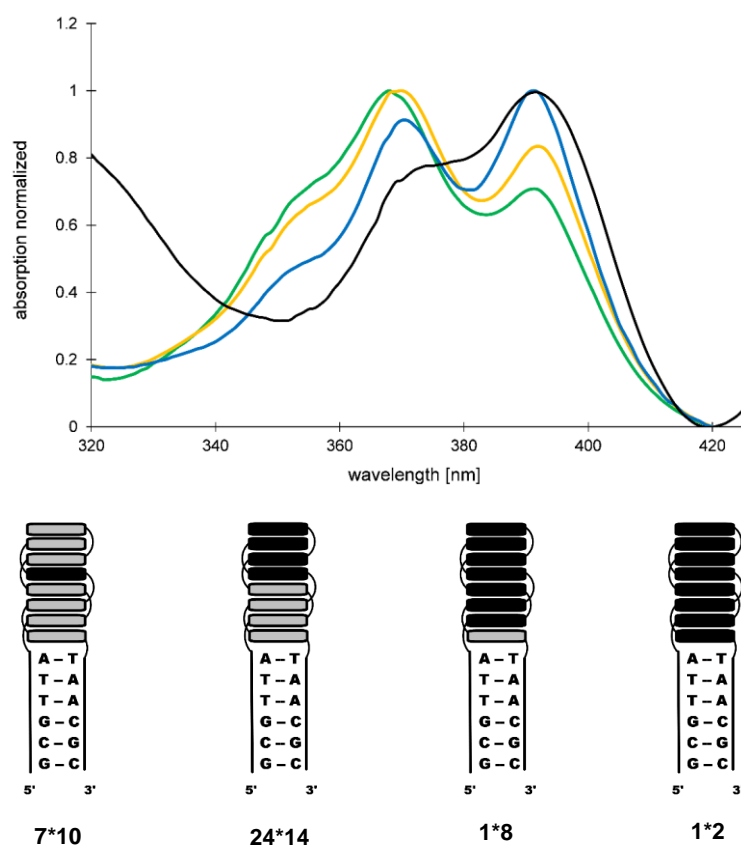 1.2
1
0.8
0.6
0.4
0.2
0
absorption normalized
320 340 360 380 400 420
wavelength [nm]
A – T A – T A – T A – T
T – A T – A T – A T – A
T – A T – A T – A T – A
G – C G – C G – C G – C
C – G C – G C – G C – G
G – C G – C G – C G – C
5' 3' 5' 3' 5' 3' 5' 3'
7*10 24*14 1*8 1*2